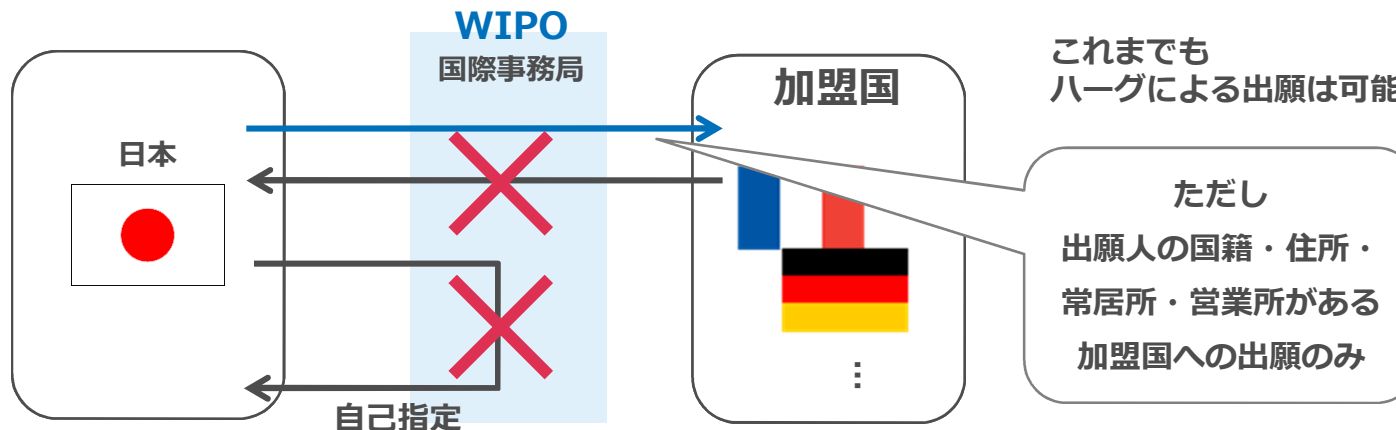 WIPO
国際事務局
日本
自己指定
加盟国
⋮
これまでも
ハーグによる出願は可能
ただし
出願人の国籍・住所・
常居所・営業所がある
加盟国への出願のみ